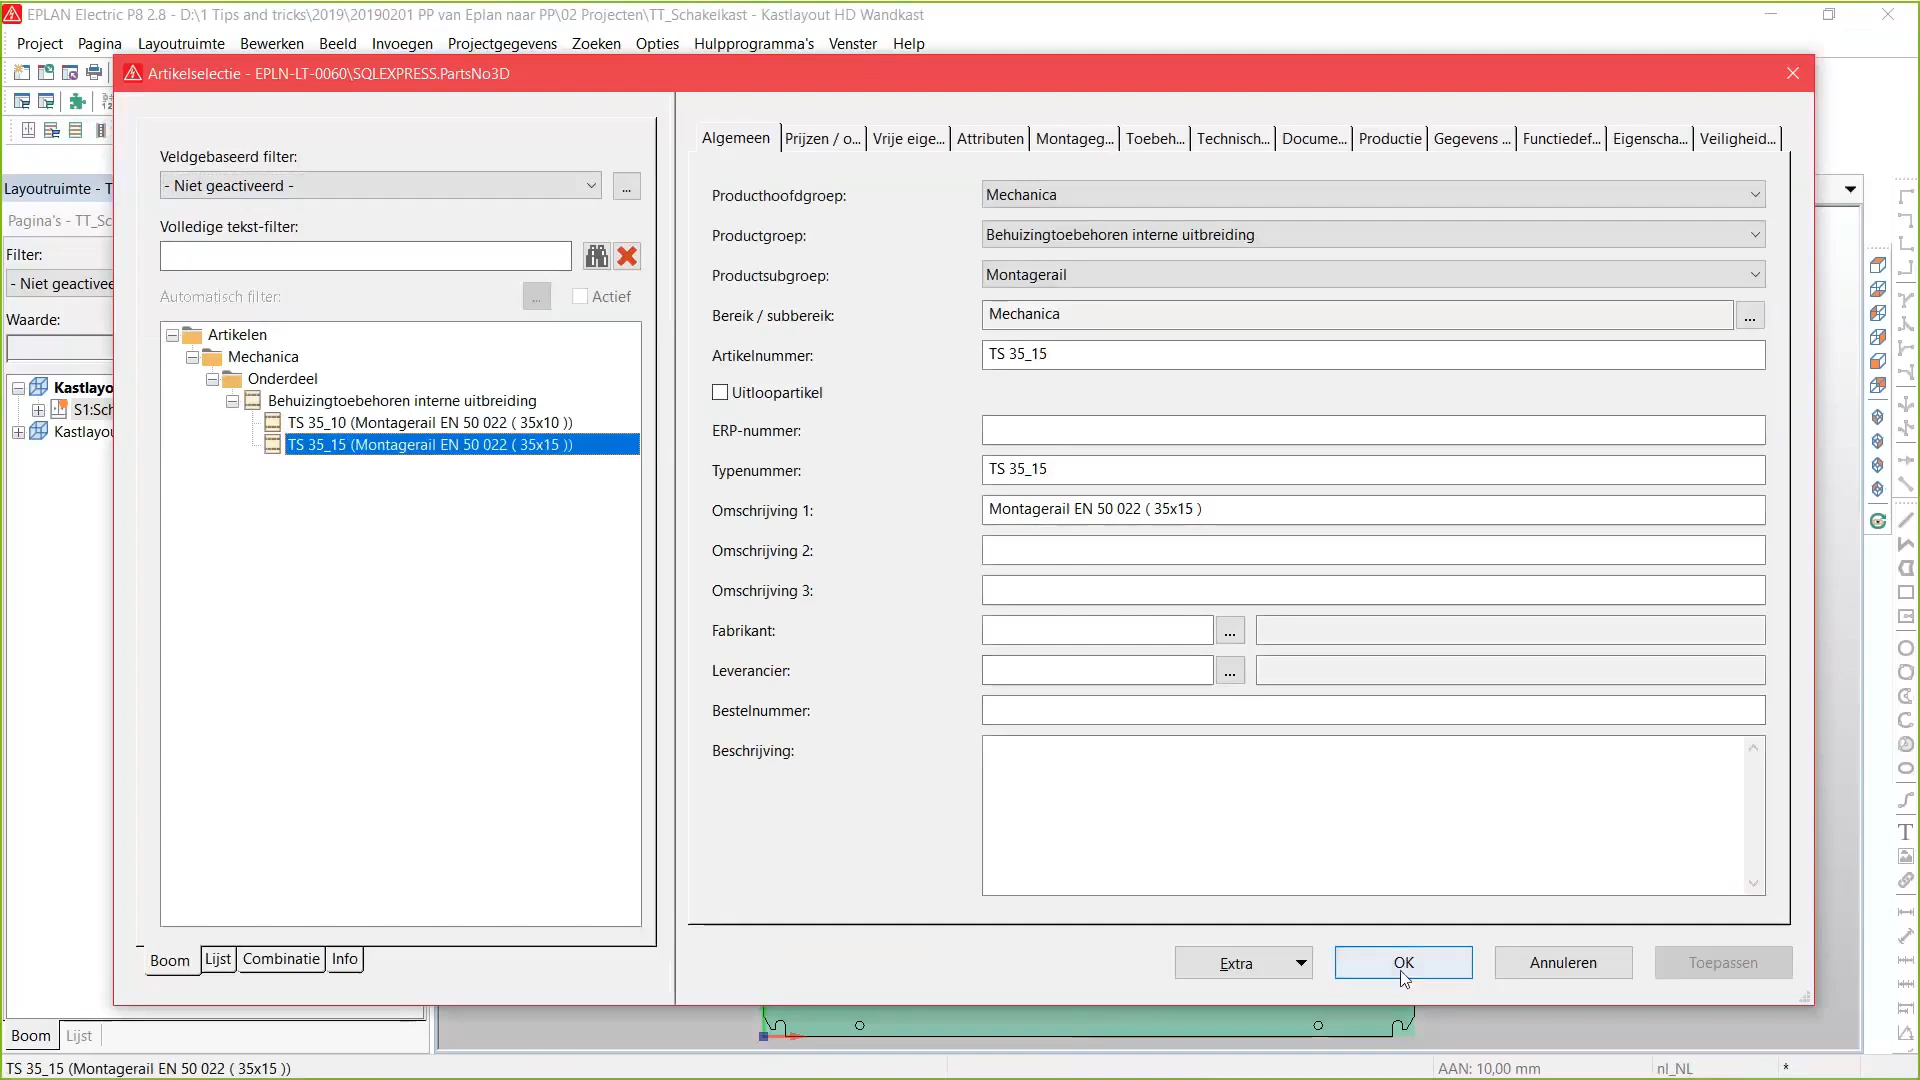 EPLAN Electric P8 2.8 - D:\1 Tips and tricks\2019\20190201 PP van Eplan naar PP\02 Projecten\TT_Schakelkast - Kastlayout HD Wandkast
Project Pagina Layoutruimte Bewerken Beeld Invoegen Projectgegevens Zoeken Opties Hulpprogramma's Venster Help
Artikelselectie - EPLN-LT-0060\SQLEXPRESS.PartsNo3D
Layoutruimte - T
Pagina's - TT_Sc
Filter:
- Niet geactivee
Waarde:
Kastlayo
S1:Sch
Kastlayou
Boom Lijst
Veldgebaseerd filter:
- Niet geactiveerd -
...
Volledige tekst-filter:
Automatisch filter:
...
Actief
Artikelen
Mechanica
Onderdeel
Behuizingtoebehoren interne uitbreiding
TS 35_10 (Montagerail EN 50 022 ( 35x10 ))
TS 35_15 (Montagerail EN 50 022 ( 35x15 ))
Boom Lijst Combinatie Info
Algemeen Prijzen / o... Vrije eige... Attributen Montageg... Toebeh... Technisch... Docume... Productie Gegevens ... Functiedef... Eigenscha... Veiligheid...
Producthoofdgroep: Mechanica
Productgroep: Behuizingtoebehoren interne uitbreiding
Productsubgroep: Montagerail
Bereik / subbereik: Mechanica ...
Artikelnummer: TS 35_15
Uitloopartikel
ERP-nummer:
Typenummer: TS 35_15
Omschrijving 1: Montagerail EN 50 022 ( 35x15 )
Omschrijving 2:
Omschrijving 3:
Fabrikant: ...
Leverancier: ...
Bestelnummer:
Beschrijving:
Extra OK Annuleren Toepassen
T
TS 35_15 (Montagerail EN 50 022 ( 35x15 )) AAN: 10,00 mm nl_NL *